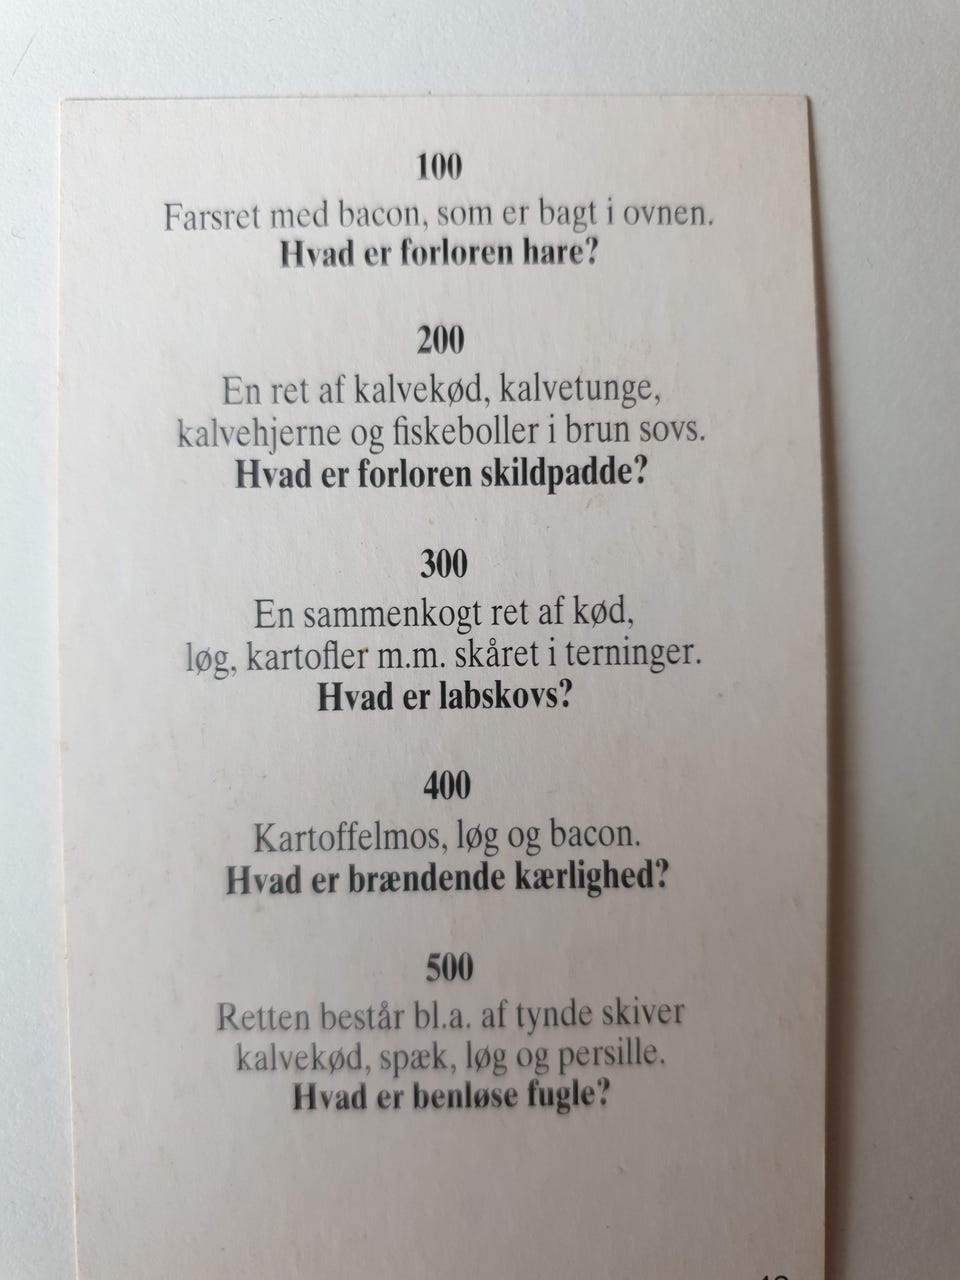 100
Farsret med bacon, som er bagt i ovnen.
Hvad er forloren hare?
200
En ret af kalvekød, kalvetunge,
kalvehjerne og fiskeboller i brun sovs.
Hvad er forloren skildpadde?
300
En sammenkogt ret af kød,
løg, kartofler m.m. skåret i terninger.
Hvad er labskovs?
400
Kartoffelmos, løg og bacon.
Hvad er brændende kærlighed?
500
Retten består bl.a. af tynde skiver
kalvekød, spæk, løg og persille.
Hvad er benløse fugle?